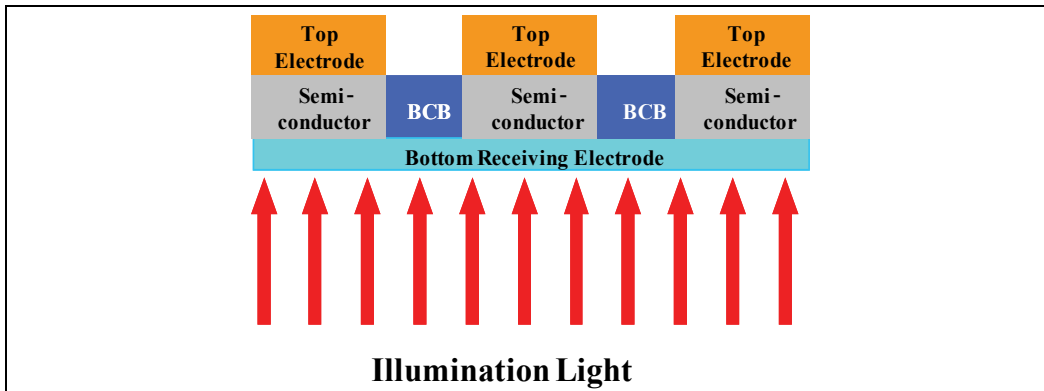 Top
Electrode
Top
Electrode
Top
Electrode
Semi-
conductor
BCB
Semi-
conductor
BCB
Semi-
conductor
Bottom Receiving Electrode
Illumination Light